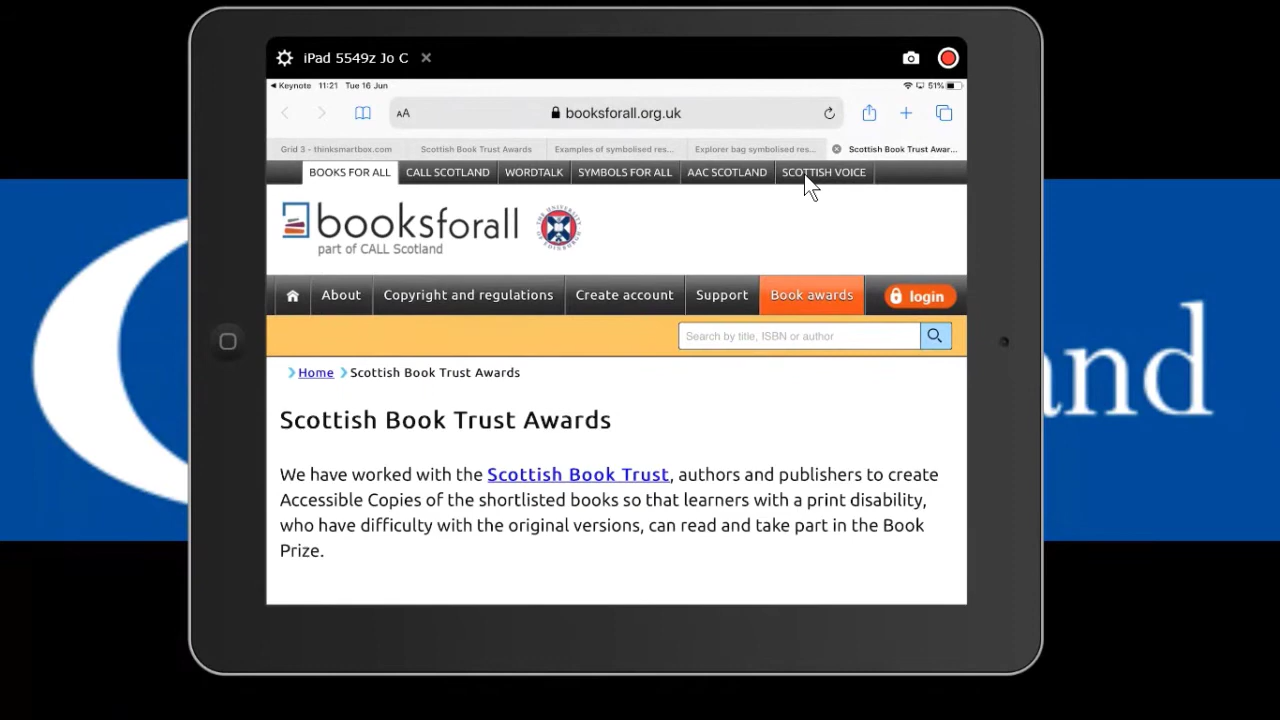 iPad 5549z Jo C
Keynote 11:21 Tue 16 Jun 51%
AA booksforall.org.uk
Grid 3 - thinksmartbox.com Scottish Book Trust Awards Examples of symbolised res... Explorer bag symbolised res... Scottish Book Trust Awar...
BOOKS FOR ALL CALL SCOTLAND WORDTALK SYMBOLS FOR ALL AAC SCOTLAND SCOTTISH VOICE
booksforall
part of CALL Scotland
About Copyright and regulations Create account Support Book awards login
Search by title, ISBN or author
Home Scottish Book Trust Awards
Scottish Book Trust Awards
We have worked with the Scottish Book Trust, authors and publishers to create
Accessible Copies of the shortlisted books so that learners with a print disability,
who have difficulty with the original versions, can read and take part in the Book
Prize.
and